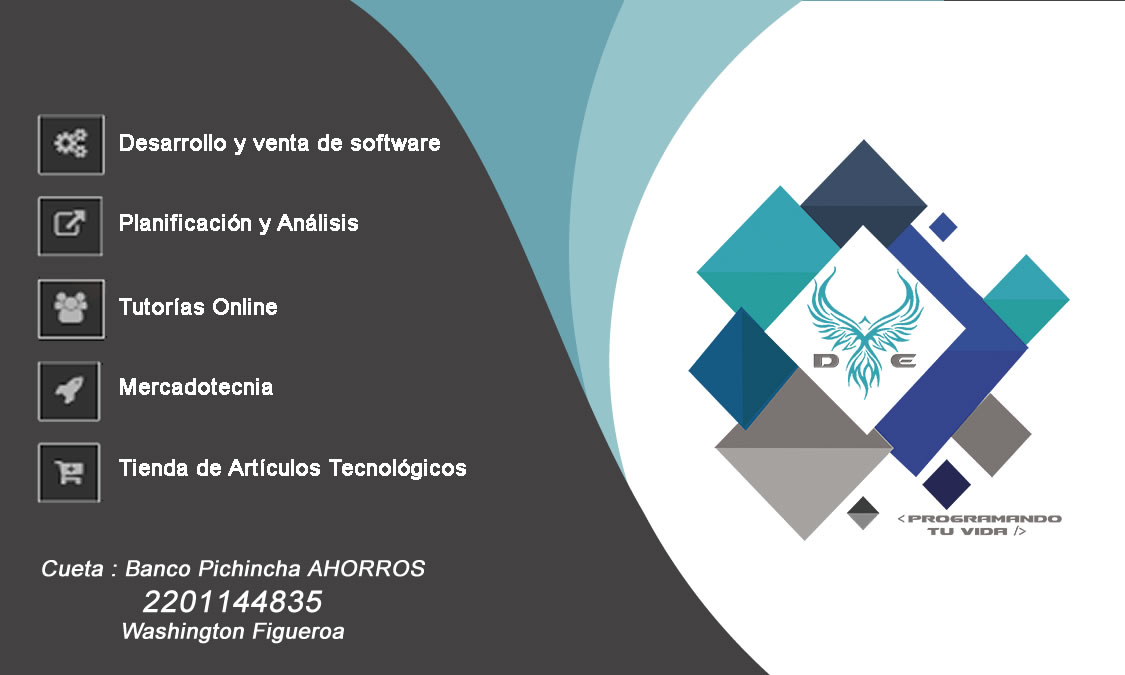 Desarrollo y venta de software
Planificación y Análisis
Tutorías Online
Mercadotecnia
Tienda de Artículos Tecnológicos
Cueta : Banco Pichincha AHORROS
2201144835
Washington Figueroa
D E
<PROGRAMANDO
TU VIDA />